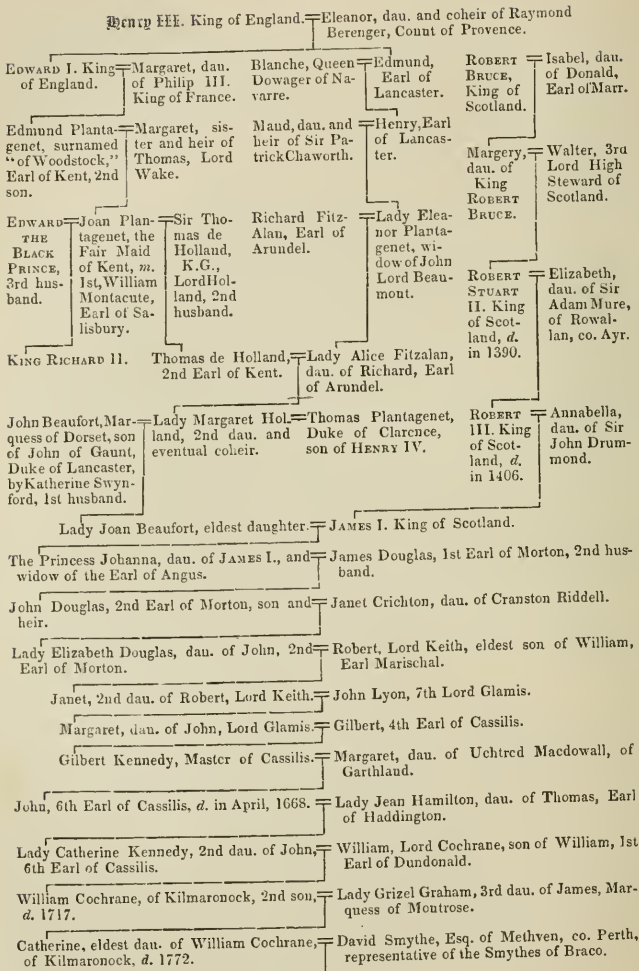 Henry III. King of England. Eleanor, dau. and coheir of Raymond
Berenger, Count of Provence.
EDWARD I. King
of England.
Margaret, dau.
of Philip III.
King of France.
Blanche, Queen
Dowager of Na-
varre.
Edmund,
Earl of
Lancaster.
ROBERT
BRUCE,
King of
Scotland.
Isabel, dau.
of Donald,
Earl of Marr.
Edmund Planta-
genet, surnamed
"of Woodstock,"
Earl of Kent, 2nd
son.
Margaret, sis-
ter and heir of
Thomas, Lord
Wake.
Maud, dau. and
heir of Sir Pa-
trick Chaworth.
Henry, Earl
of Lancas-
ter.
Margery,
dau. of
King
ROBERT
BRUCE.
Walter, 3rd
Lord High
Steward of
Scotland.
EDWARD
THE
BLACK
PRINCE,
3rd hus-
band.
Joan Plan-
tagenet, the
Fair Maid
of Kent, m.
1st, William
Montacute,
Earl of Sa-
lisbury.
Sir Tho-
mas de
Holland,
K.G.,
Lord Hol-
land, 2nd
husband.
Richard Fitz-
Alan, Earl of
Arundel.
Lady Elea-
nor Planta-
genet, wi-
dow of John
Lord Beau-
mont.
ROBERT
STUART
II. King
of Scot-
land, d.
in 1390.
Elizabeth,
dau. of Sir
Adam Mure,
of Rowal-
lan, co. Ayr.
KING RICHARD II.
Thomas de Holland,
2nd Earl of Kent.
Lady Alice Fitzalan,
dau. of Richard, Earl
of Arundel.
John Beaufort, Mar-
quess of Dorset, son
of John of Gaunt,
Duke of Lancaster,
by Katherine Swyn-
ford, 1st husband.
Lady Margaret Hol-
land, 2nd dau. and
eventual coheir.
Thomas Plantagenet,
Duke of Clarence,
son of HENRY IV.
ROBERT
III. King
of Scot-
land, d.
in 1406.
Annabella,
dau. of Sir
John Drum-
mond.
Lady Joan Beaufort, eldest daughter. JAMES I. King of Scotland.
The Princess Johanna, dau. of JAMES I., and
widow of the Earl of Angus.
James Douglas, 1st Earl of Morton, 2nd hus-
band.
John Douglas, 2nd Earl of Morton, son and
heir.
Janet Crichton, dau. of Cranston Riddell.
Lady Elizabeth Douglas, dau. of John, 2nd
Earl of Morton.
Robert, Lord Keith, eldest son of William,
Earl Marischal.
Janet, 2nd dau. of Robert, Lord Keith. John Lyon, 7th Lord Glamis.
Margaret, dau. of John, Lord Glamis. Gilbert, 4th Earl of Cassilis.
Gilbert Kennedy, Master of Cassilis.
Margaret, dau. of Uchtred Macdowall, of
Garthland.
John, 6th Earl of Cassilis, d. in April, 1668.
Lady Jean Hamilton, dau. of Thomas, Earl
of Haddington.
Lady Catherine Kennedy, 2nd dau. of John,
6th Earl of Cassilis.
William, Lord Cochrane, son of William, 1st
Earl of Dundonald.
William Cochrane, of Kilmaronock, 2nd son,
d. 1717.
Lady Grizel Graham, 3rd dau. of James, Mar-
quess of Montrose.
Catherine, eldest dau. of William Cochrane,
of Kilmaronock, d. 1772.
David Smythe, Esq. of Methven, co. Perth,
representative of the Smythes of Braco.